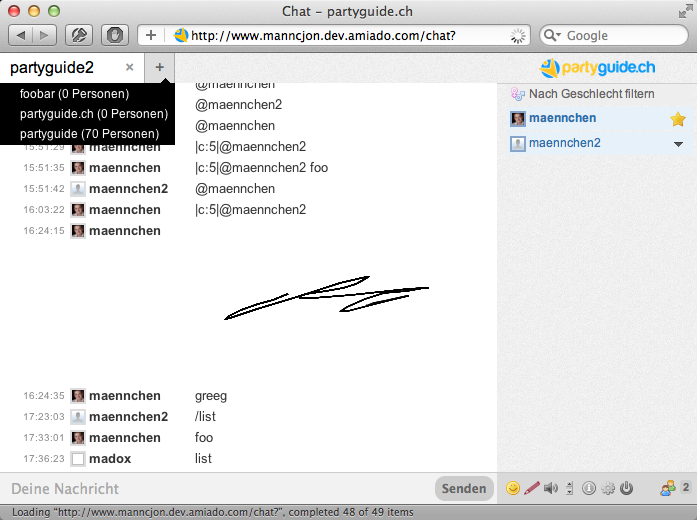 Chat – partyguide.ch
http://www.manncjon.dev.amiado.com/chat?
Google
partyguide2 × +
partyguide.ch
foobar (0 Personen)
partyguide.ch (0 Personen)
partyguide (70 Personen)
Nach Geschlecht filtern
maennchen
maennchen2
@maennchen
@maennchen2
@maennchen
15:51:29 maennchen |c:5|@maennchen2
15:51:35 maennchen |c:5|@maennchen2 foo
15:51:42 maennchen2 @maennchen
16:03:22 maennchen |c:5|@maennchen2
16:24:15 maennchen
16:24:35 maennchen greeg
17:23:03 maennchen2 /list
17:33:01 maennchen foo
17:36:23 madox list
Deine Nachricht
Senden
2
Loading "http://www.manncjon.dev.amiado.com/chat?", completed 48 of 49 items